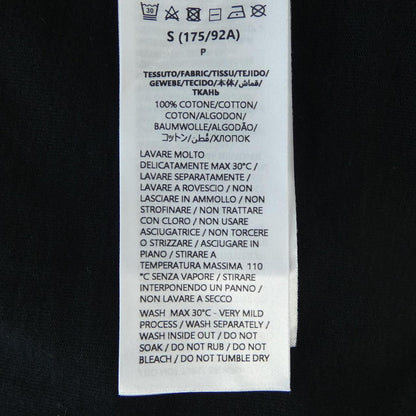 30
S (175/92A)
P
TESSUTO/FABRIC/TISSU/TEJIDO/
GEWEBE/TECIDO/本体/قماش/
ТКАНЬ
100% COTONE/COTTON/
COTON/ALGODON/
BAUMWOLLE/ALGODÃO/
コットン/قطن/ХЛОПОК
LAVARE MOLTO
DELICATAMENTE MAX 30°C /
LAVARE SEPARATAMENTE /
LAVARE A ROVESCIO / NON
LASCIARE IN AMMOLLO / NON
STROFINARE / NON TRATTARE
CON CLORO / NON USARE
ASCIUGATRICE / NON TORCERE
O STRIZZARE / ASCIUGARE IN
PIANO / STIRARE A
TEMPERATURA MASSIMA 110
°C SENZA VAPORE / STIRARE
INTERPONENDO UN PANNO /
NON LAVARE A SECCO
WASH MAX 30°C - VERY MILD
PROCESS / WASH SEPARATELY /
WASH INSIDE OUT / DO NOT
SOAK / DO NOT RUB / DO NOT
BLEACH / DO NOT TUMBLE DRY